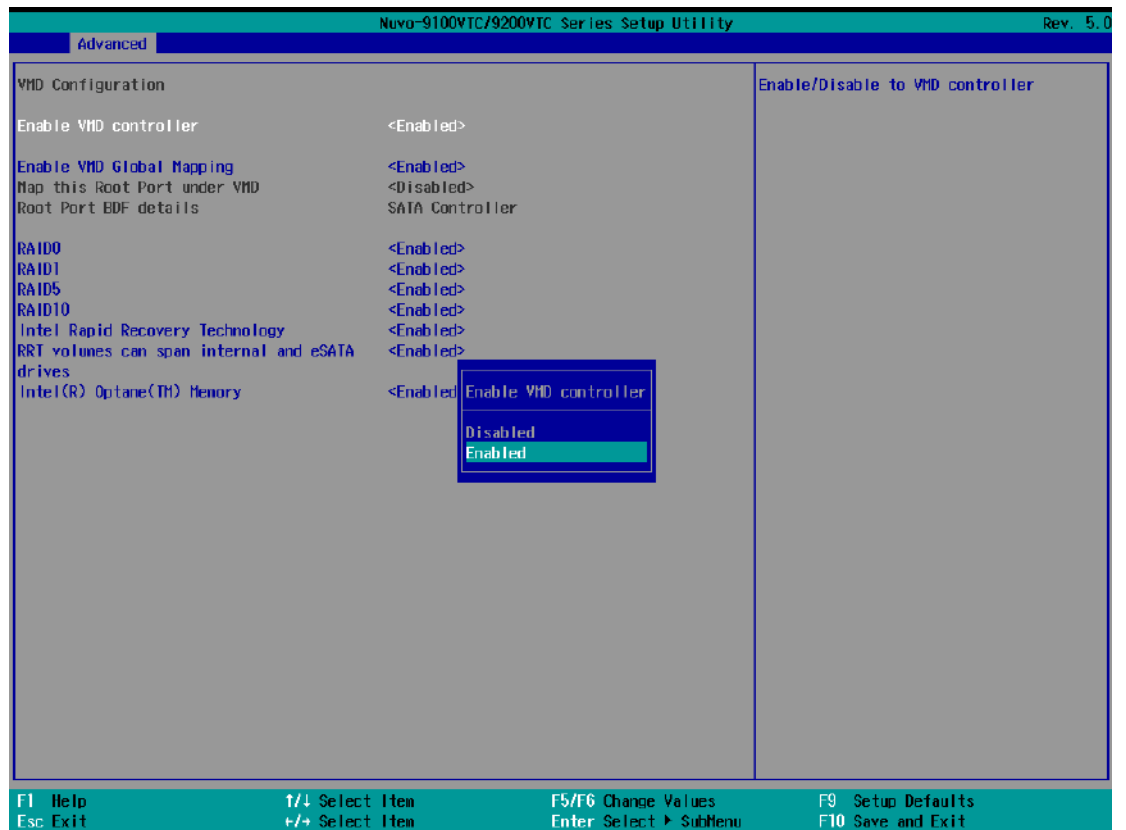 Nuvo-9100VTC/9200VTC Series Setup Utility Rev. 5.0
Advanced
VMD Configuration
Enable/Disable to VMD controller
Enable VMD controller <Enabled>
Enable VMD Global Mapping <Enabled>
Map this Root Port under VMD <Disabled>
Root Port BDF details SATA Controller
RAID0 <Enabled>
RAID1 <Enabled>
RAID5 <Enabled>
RAID10 <Enabled>
Intel Rapid Recovery Technology <Enabled>
RRT volumes can span internal and eSATA <Enabled>
drives
Intel(R) Optane(TM) Memory <Enabled
Enable VMD controller
Disabled
Enabled
F1 Help ↑/↓ Select Item F5/F6 Change Values F9 Setup Defaults
Esc Exit ←/→ Select Item Enter Select ▶ SubMenu F10 Save and Exit